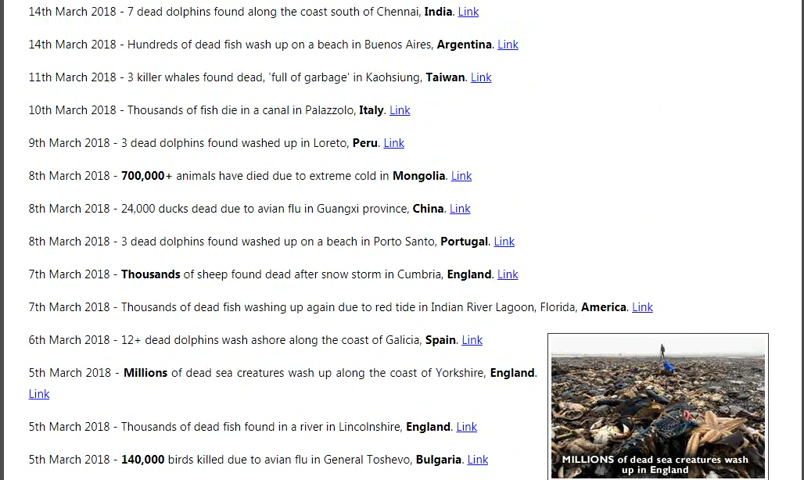 14th March 2018 - 7 dead dolphins found along the coast south of Chennai, India. Link
14th March 2018 - Hundreds of dead fish wash up on a beach in Buenos Aires, Argentina. Link
11th March 2018 - 3 killer whales found dead, 'full of garbage' in Kaohsiung, Taiwan. Link
10th March 2018 - Thousands of fish die in a canal in Palazzolo, Italy. Link
9th March 2018 - 3 dead dolphins found washed up in Loreto, Peru. Link
8th March 2018 - 700,000+ animals have died due to extreme cold in Mongolia. Link
8th March 2018 - 24,000 ducks dead due to avian flu in Guangxi province, China. Link
8th March 2018 - 3 dead dolphins found washed up on a beach in Porto Santo, Portugal. Link
7th March 2018 - Thousands of sheep found dead after snow storm in Cumbria, England. Link
7th March 2018 - Thousands of dead fish washing up again due to red tide in Indian River Lagoon, Florida, America. Link
6th March 2018 - 12+ dead dolphins wash ashore along the coast of Galicia, Spain. Link
5th March 2018 - Millions of dead sea creatures wash up along the coast of Yorkshire, England.
Link
5th March 2018 - Thousands of dead fish found in a river in Lincolnshire, England. Link
5th March 2018 - 140,000 birds killed due to avian flu in General Toshevo, Bulgaria. Link
MILLIONS of dead sea creatures wash
up in England